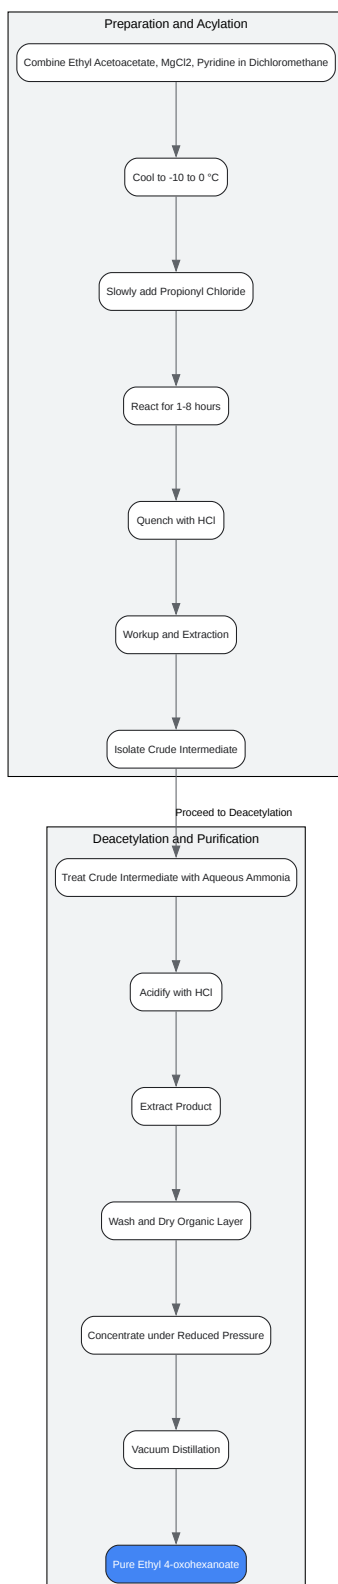 Preparation and Acylation
Combine Ethyl Acetoacetate, MgCl2, Pyridine in Dichloromethane
Cool to -10 to 0 °C
Slowly add Propionyl Chloride
React for 1-8 hours
Quench with HCl
Workup and Extraction
Isolate Crude Intermediate
Proceed to Deacetylation
Deacetylation and Purification
Treat Crude Intermediate with Aqueous Ammonia
Acidify with HCl
Extract Product
Wash and Dry Organic Layer
Concentrate under Reduced Pressure
Vacuum Distillation
Pure Ethyl 4-oxohexanoate